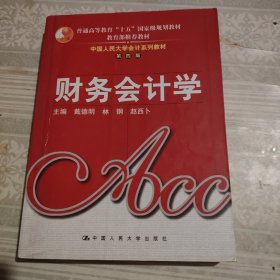 普通高等教育“十五”国家级规划教材
教育部推荐教材
中国人民大学会计系列教材
第四版
财务会计学
主编 戴德明 林钢 赵西卜
Acc
中国人民大学出版社